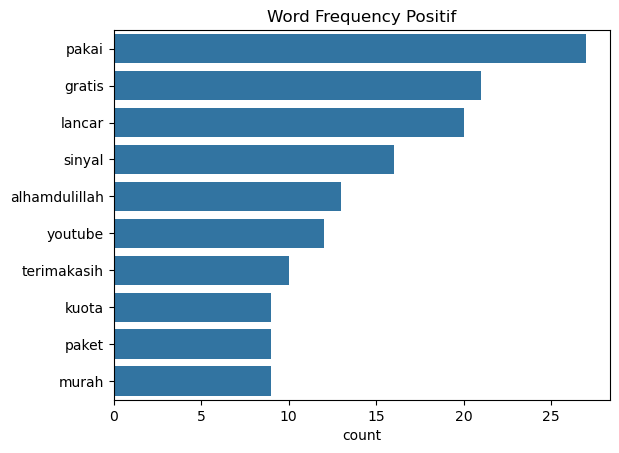 Word Frequency Positif
pakai
gratis
lancar
sinyal
alhamdulillah
youtube
terimakasih
kuota
paket
murah
0 5 10 15 20 25
count